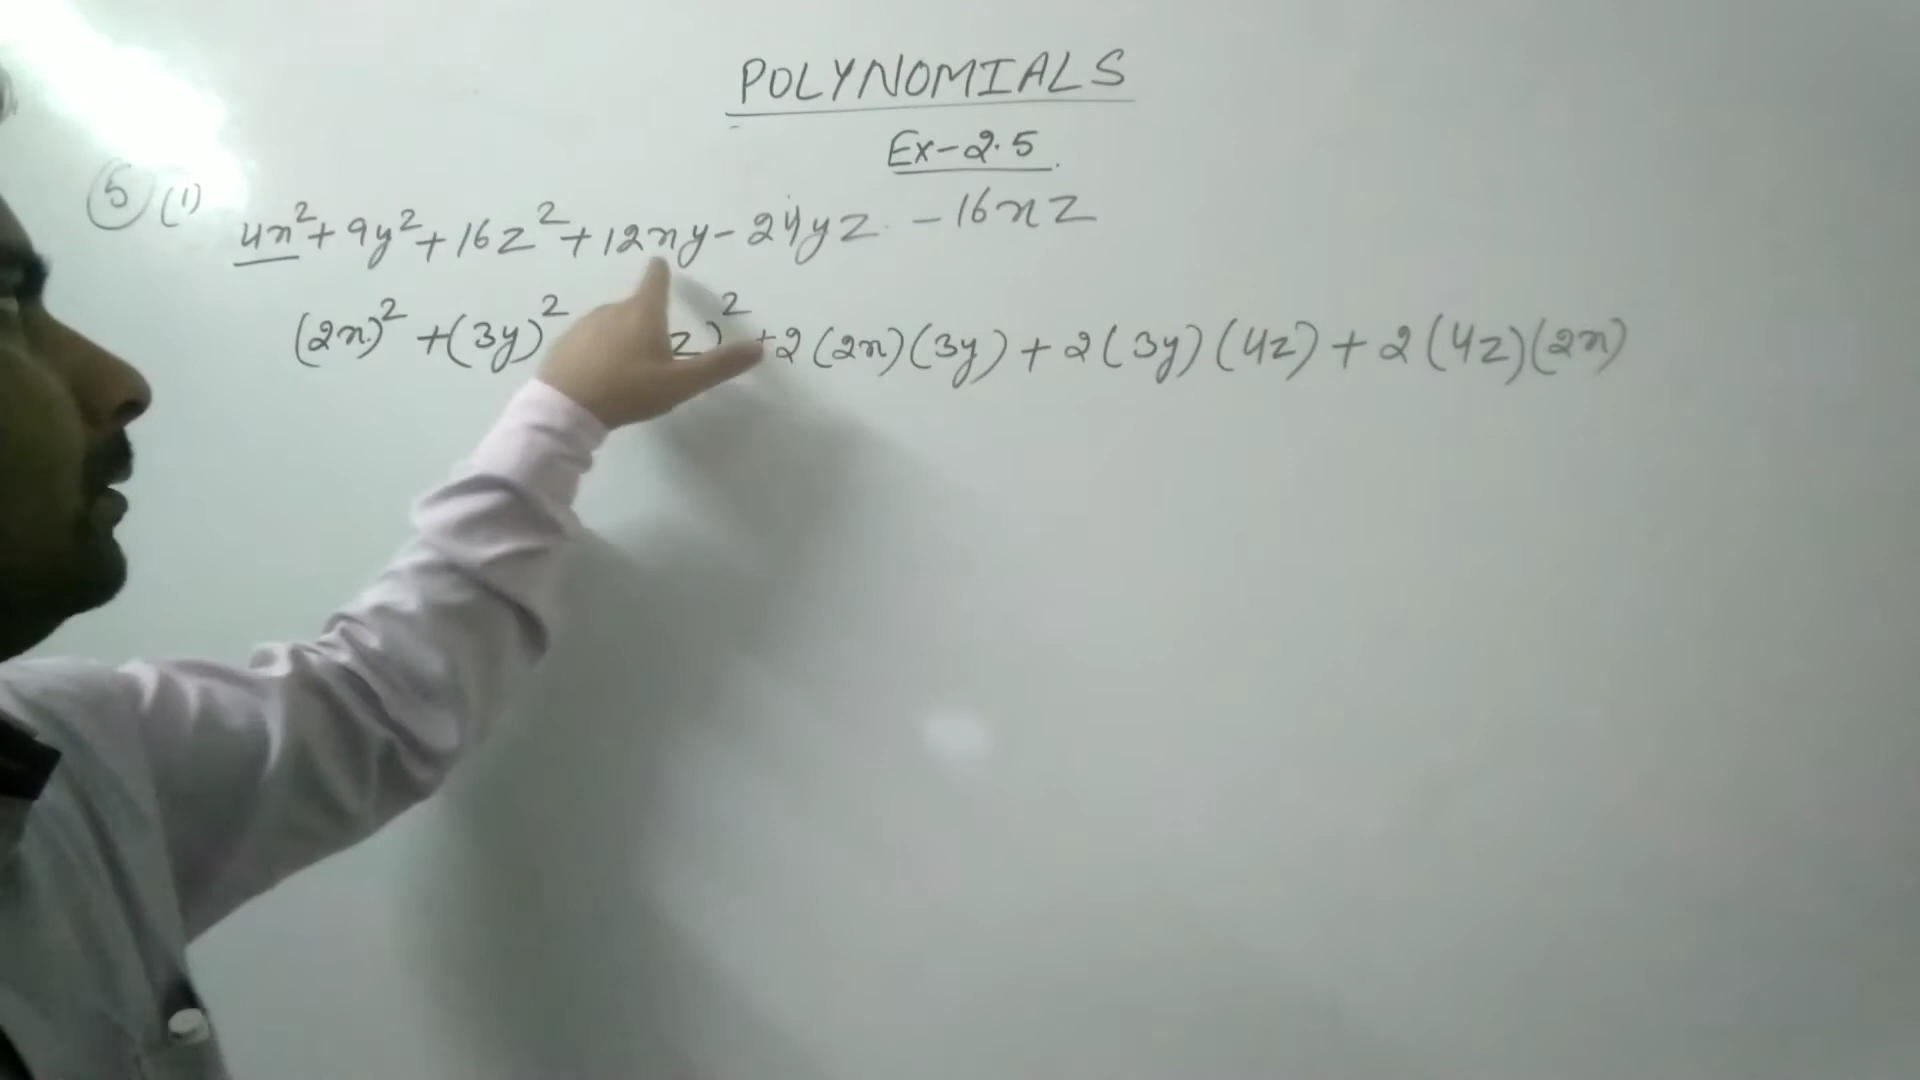 POLYNOMIALS
Ex-2.5
5 (1) 4x²+9y²+16z²+12xy-24yz-16xz
(2x)²+(3y)² z)²+2(2x)(3y)+2(3y)(4z)+2(4z)(2x)